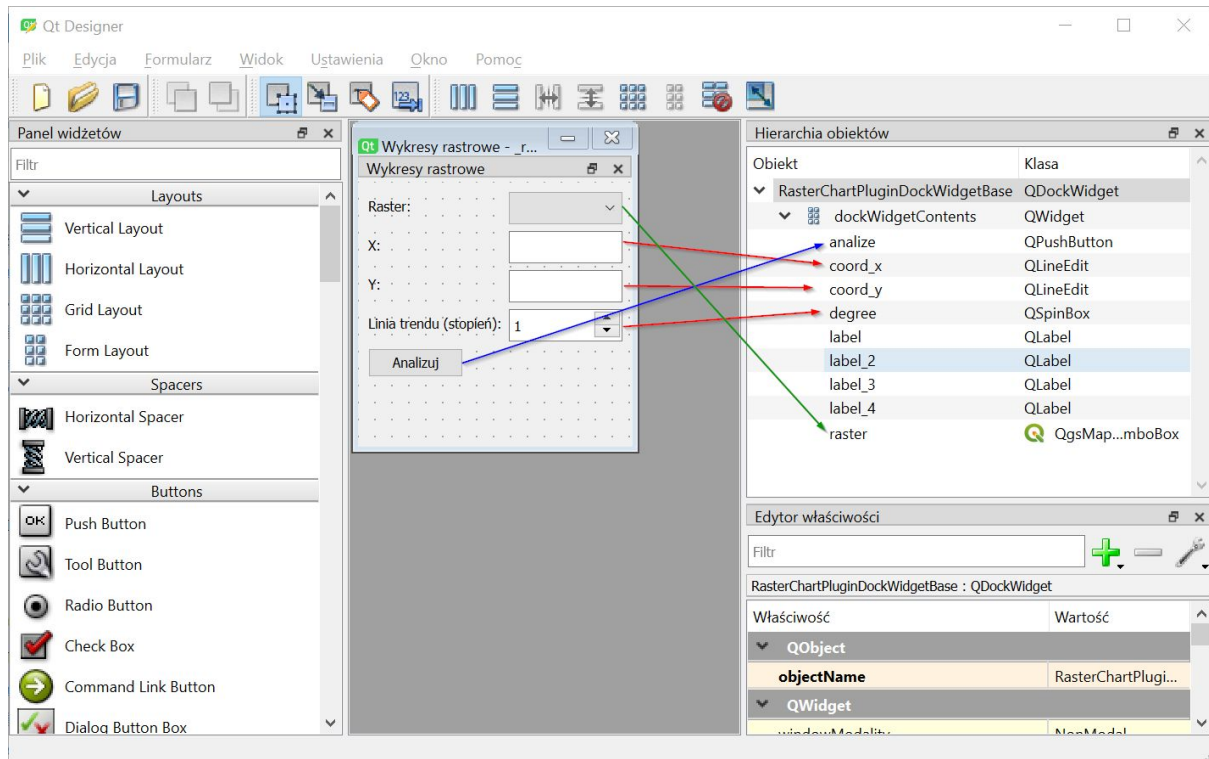 Qt Designer
Plik Edycja Formularz Widok Ustawienia Okno Pomoc
123
Panel widżetów
Filtr
Layouts
Vertical Layout
Horizontal Layout
Grid Layout
Form Layout
Spacers
Horizontal Spacer
Vertical Spacer
Buttons
OK Push Button
Tool Button
Radio Button
Check Box
Command Link Button
Dialog Button Box
Qt Wykresy rastrowe - _r...
Wykresy rastrowe
Raster:
X:
Y:
Linia trendu (stopień): 1
Analizuj
Hierarchia obiektów
Obiekt Klasa
RasterChartPluginDockWidgetBase QDockWidget
dockWidgetContents QWidget
analize QPushButton
coord_x QLineEdit
coord_y QLineEdit
degree QSpinBox
label QLabel
label_2 QLabel
label_3 QLabel
label_4 QLabel
raster QgsMap...mboBox
Edytor właściwości
Filtr
RasterChartPluginDockWidgetBase : QDockWidget
Właściwość Wartość
QObject
objectName RasterChartPlugi...
QWidget
windowModality NonModal